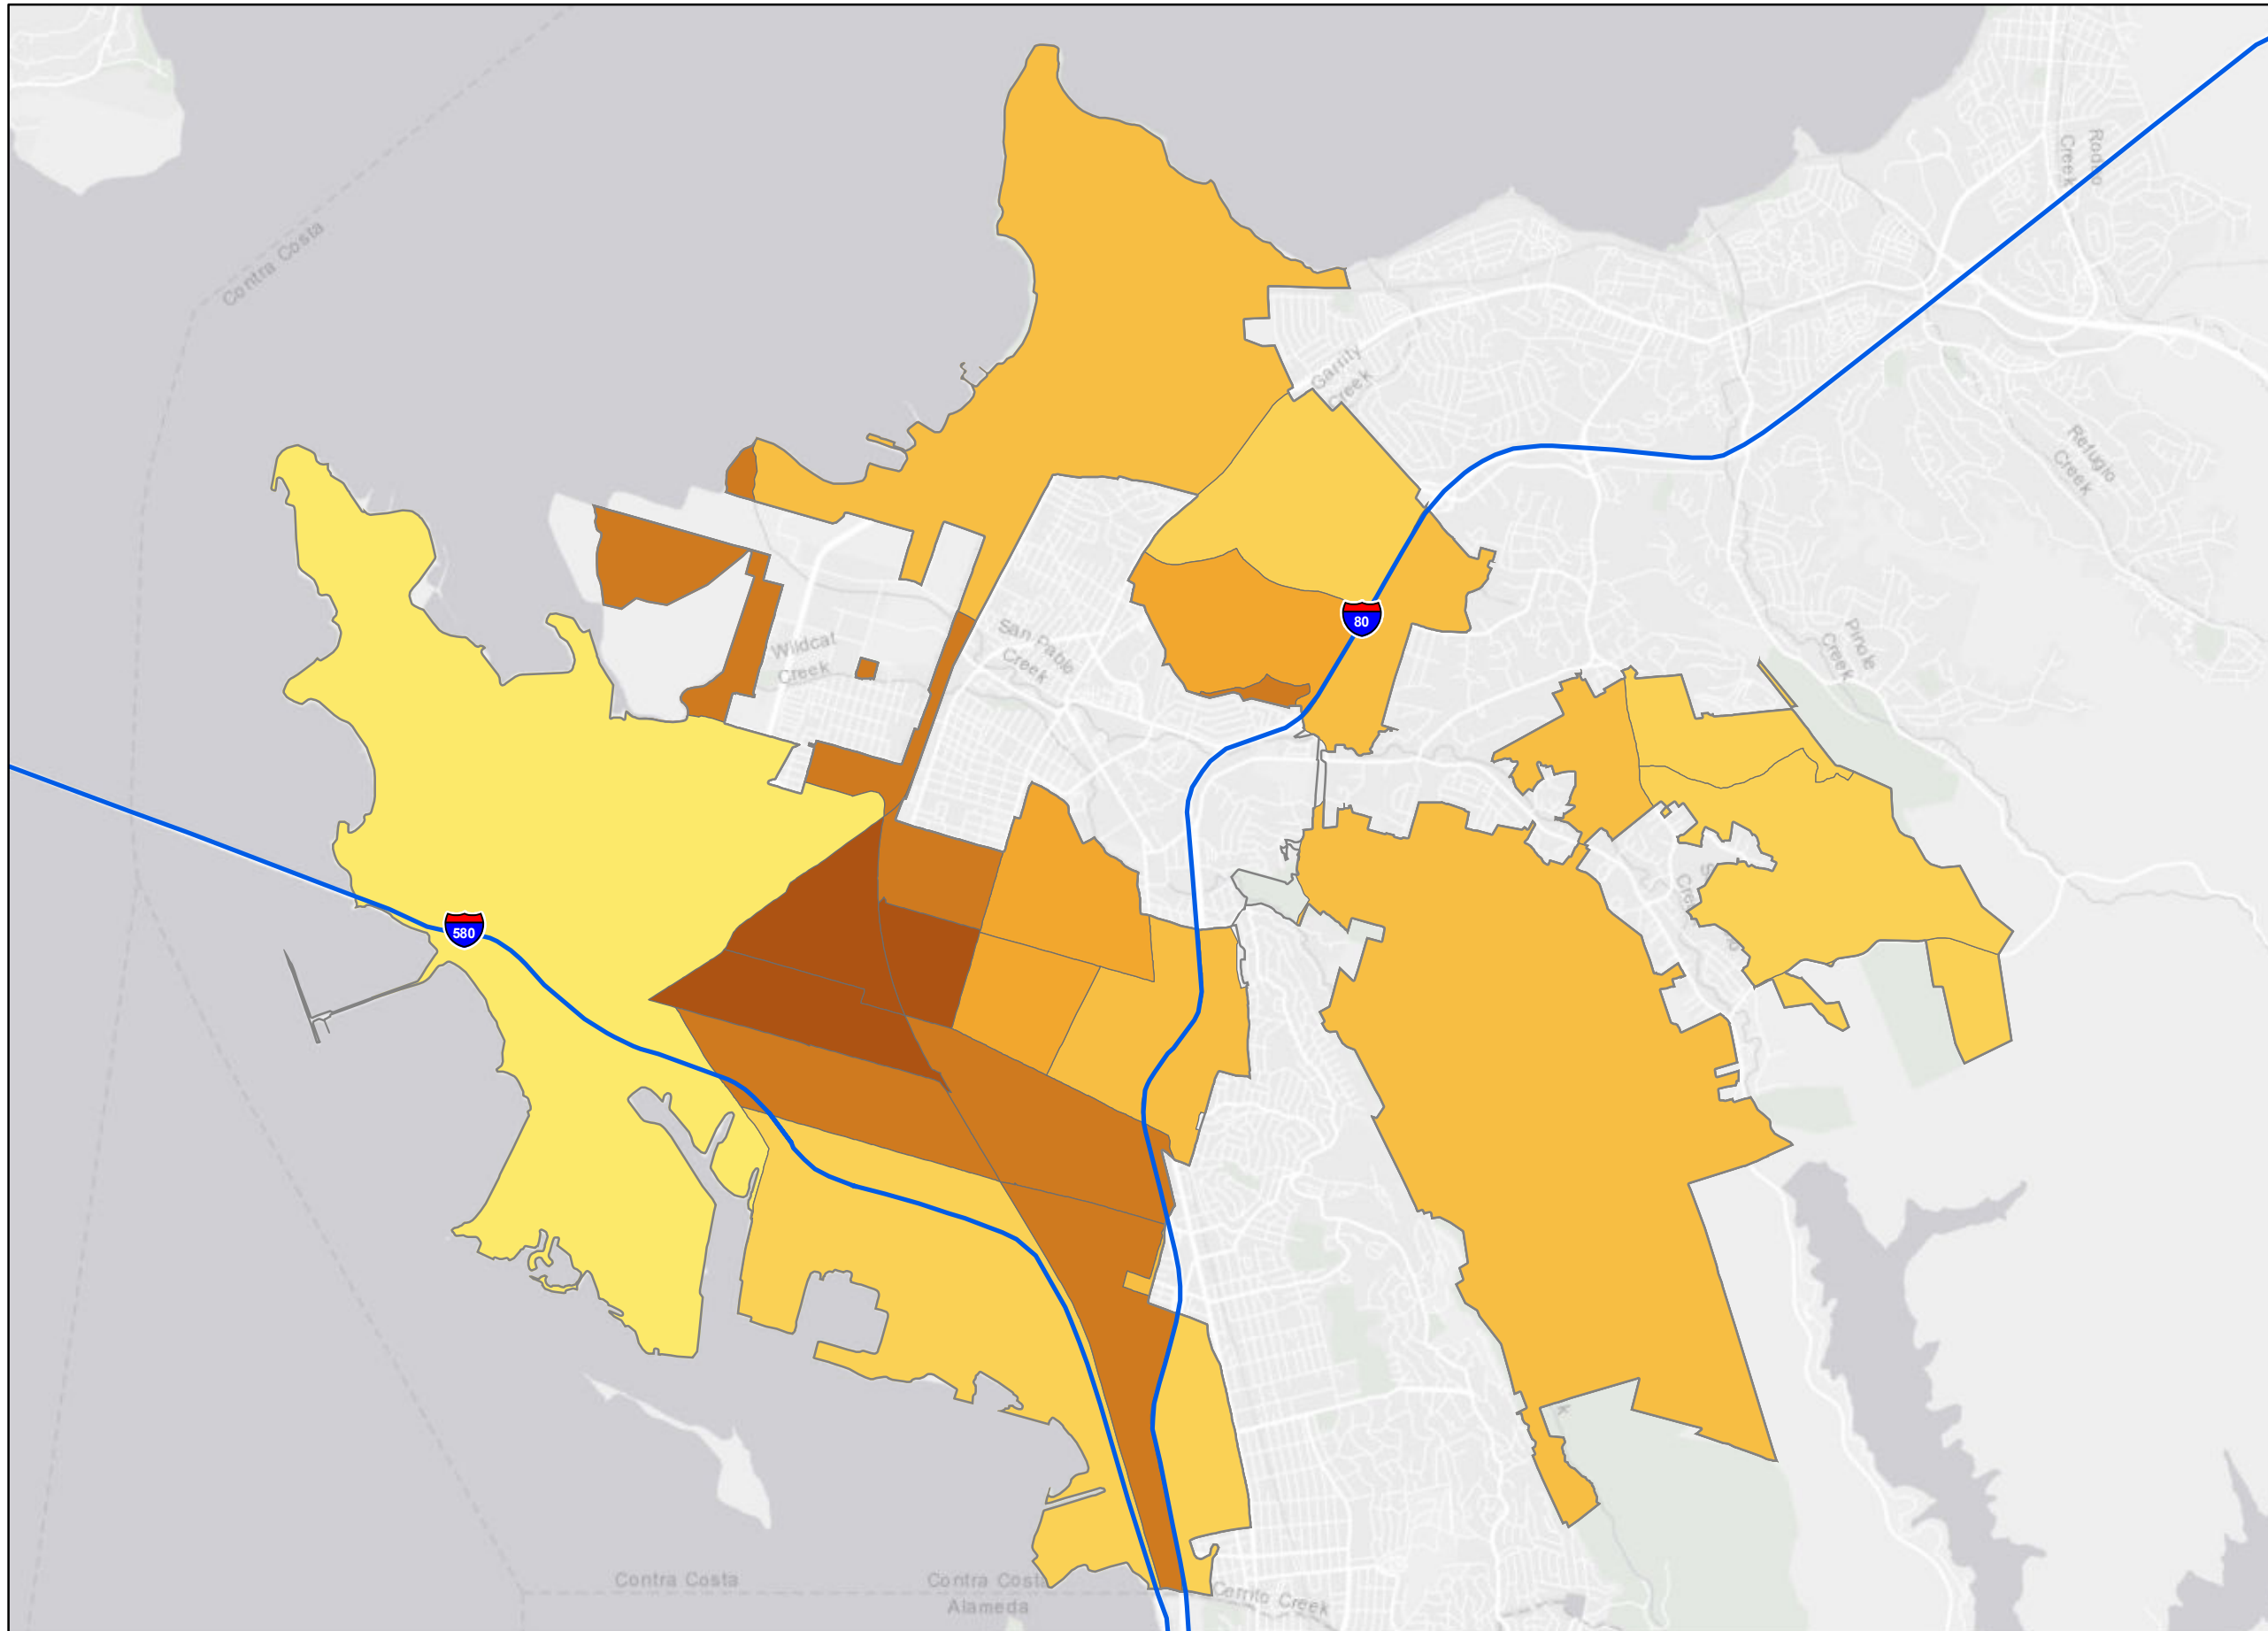 Contra Costa
Rodeo
Creek
Garrity
Creek
Refugio
Creek
80
San Pablo
Creek
Wildcat
Creek
Pinole
Creek
580
Contra Costa
Contra Costa
Alameda
Cerrito Creek